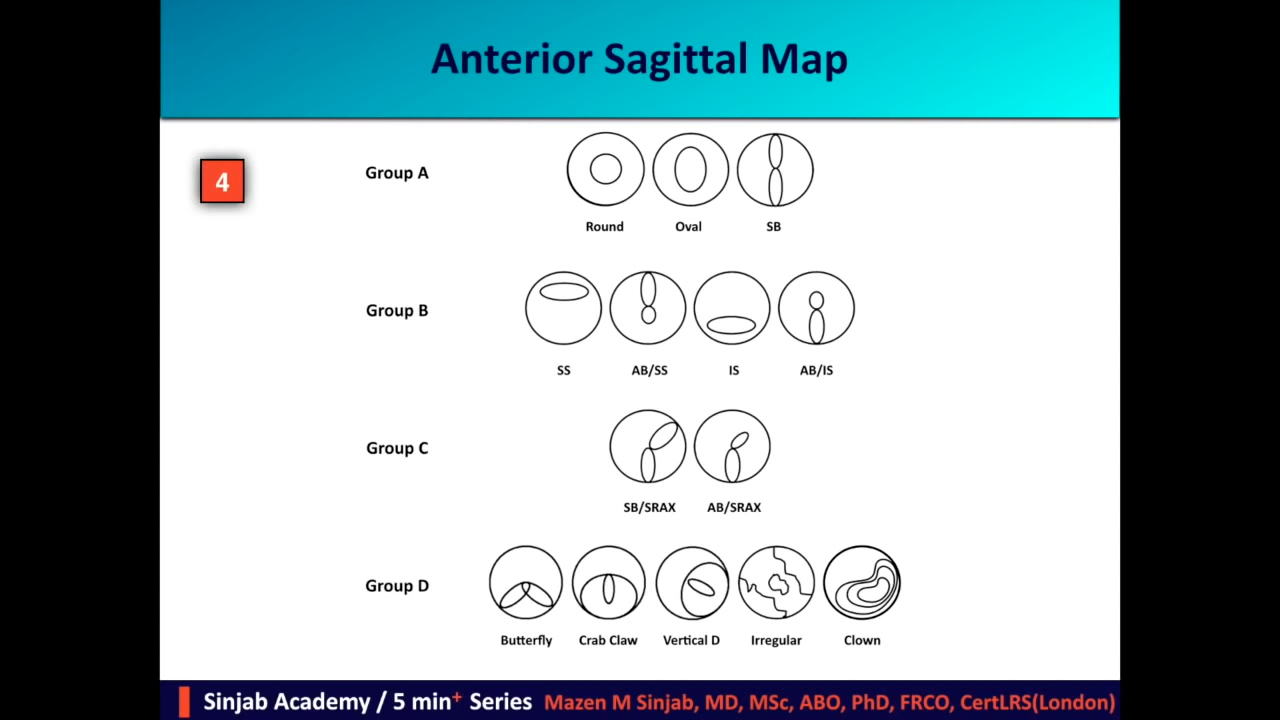 Anterior Sagittal Map
4
Group A
Round Oval SB
Group B
SS AB/SS IS AB/IS
Group C
SB/SRAX AB/SRAX
Group D
Butterfly Crab Claw Vertical D Irregular Clown
Sinjab Academy / 5 min+ Series Mazen M Sinjab, MD, MSc, ABO, PhD, FRCO, CertLRS(London)